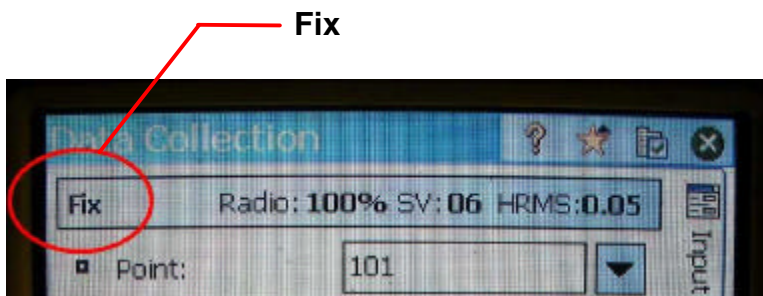 Fix
Data Collection
Fix Radio: 100% SV: 06 HRMS:0.05
Point: 101
Input